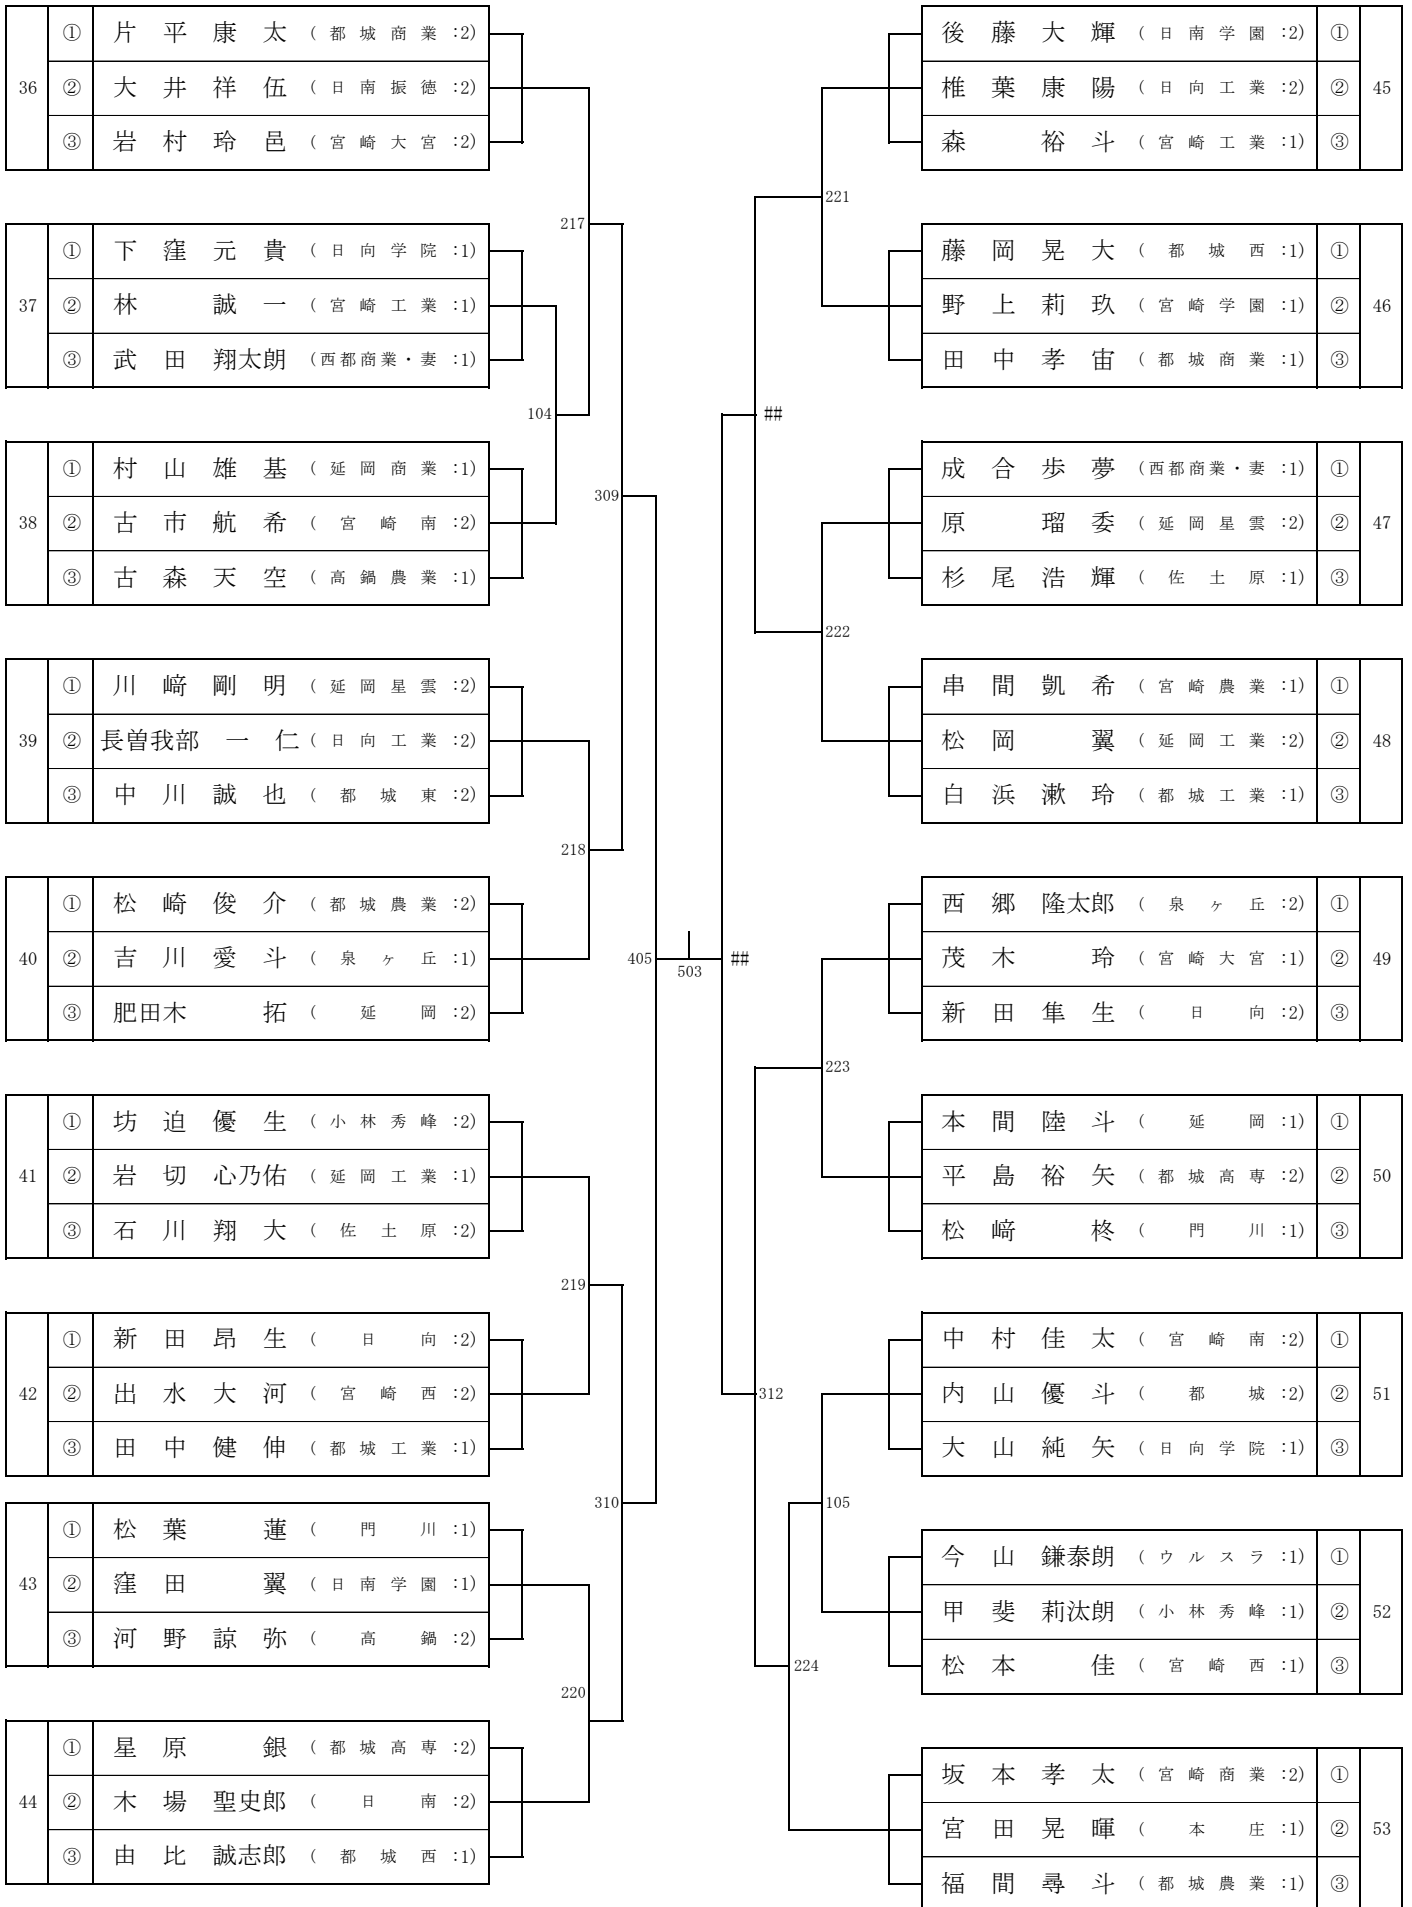 36
① 片平康太 (都城商業:2)
② 大井祥伍 (日南振徳:2)
③ 岩村玲邑 (宮崎大宮:2)
217
37
① 下窪元貴 (日向学院:1)
② 林 誠一 (宮崎工業:1)
③ 武田翔太朗 (西都商業・妻:1)
104
38
① 村山雄基 (延岡商業:1)
② 古市航希 (宮崎南:2)
③ 古森天空 (高鍋農業:1)
309
39
① 川﨑剛明 (延岡星雲:2)
② 長曽我部一仁 (日向工業:2)
③ 中川誠也 (都城東:2)
218
40
① 松崎俊介 (都城農業:2)
② 吉川愛斗 (泉ヶ丘:1)
③ 肥田木拓 (延岡:2)
405
503
41
① 坊迫優生 (小林秀峰:2)
② 岩切心乃佑 (延岡工業:1)
③ 石川翔大 (佐土原:2)
219
42
① 新田昂生 (日向:2)
② 出水大河 (宮崎西:2)
③ 田中健伸 (都城工業:1)
310
43
① 松葉蓮 (門川:1)
② 窪田翼 (日南学園:1)
③ 河野諒弥 (高鍋:2)
220
44
① 星原銀 (都城高専:2)
② 木場聖史郎 (日南:2)
③ 由比誠志郎 (都城西:1)
後藤大輝 (日南学園:2) ①
椎葉康陽 (日向工業:2) ②
森 裕斗 (宮崎工業:1) ③
45
221
藤岡晃大 (都城西:1) ①
野上莉玖 (宮崎学園:1) ②
田中孝宙 (都城商業:1) ③
46
##
成合歩夢 (西都商業・妻:1) ①
原 瑠委 (延岡星雲:2) ②
杉尾浩輝 (佐土原:1) ③
47
222
串間凱希 (宮崎農業:1) ①
松岡翼 (延岡工業:2) ②
白浜漱玲 (都城工業:1) ③
48
##
西郷隆太郎 (泉ヶ丘:2) ①
茂木玲 (宮崎大宮:1) ②
新田隼生 (日向:2) ③
49
223
本間陸斗 (延岡:1) ①
平島裕矢 (都城高専:2) ②
松﨑柊 (門川:1) ③
50
312
中村佳太 (宮崎南:2) ①
内山優斗 (都城:2) ②
大山純矢 (日向学院:1) ③
51
105
今山鎌泰朗 (ウルスラ:1) ①
甲斐莉汰朗 (小林秀峰:1) ②
松本佳 (宮崎西:1) ③
52
224
坂本孝太 (宮崎商業:2) ①
宮田晃暉 (本庄:1) ②
福間尋斗 (都城農業:1) ③
53